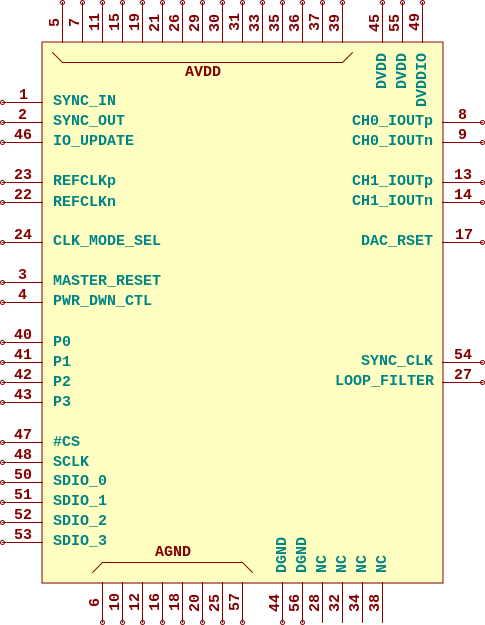 5 7 11 15 19 21 26 29 30 31 33 35 36 37 39 45 55 49
AVDD DVDD DVDD DVDDIO
1 SYNC_IN
2 SYNC_OUT CH0_IOUTp 8
46 IO_UPDATE CH0_IOUTn 9
23 REFCLKp CH1_IOUTp 13
22 REFCLKn CH1_IOUTn 14
24 CLK_MODE_SEL DAC_RSET 17
3 MASTER_RESET
4 PWR_DWN_CTL
40 P0
41 P1 SYNC_CLK 54
42 P2 LOOP_FILTER 27
43 P3
47 #CS
48 SCLK
50 SDIO_0
51 SDIO_1
52 SDIO_2
53 SDIO_3
AGND DGND DGND NC NC NC NC
6 10 12 16 18 20 25 57 44 56 28 32 34 38